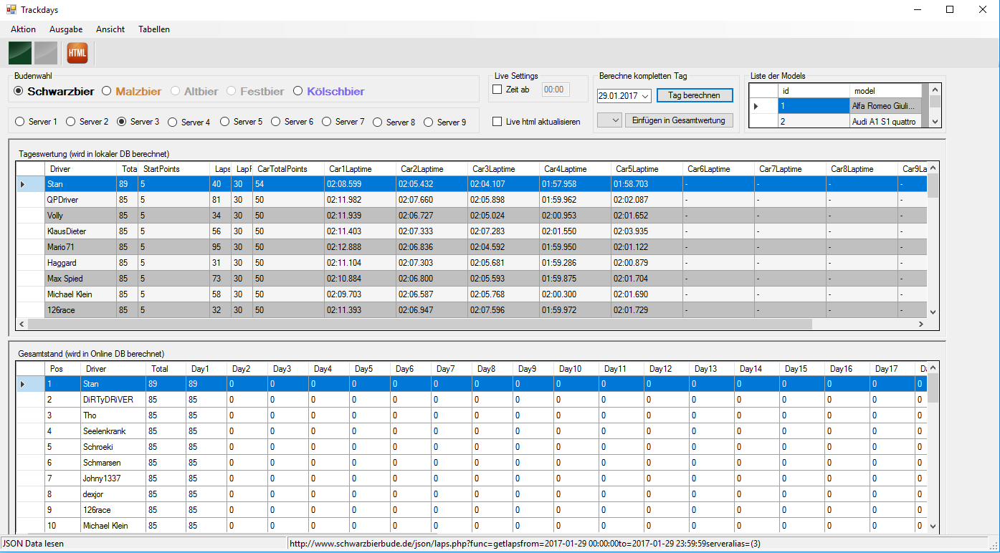 Trackdays
Aktion Ausgabe Ansicht Tabellen
HTML
Budenwahl
Schwarzbier Malzbier Altbier Festbier Kölschbier
Server 1 Server 2 Server 3 Server 4 Server 5 Server 6 Server 7 Server 8 Server 9
Live Settings
Zeit ab 00:00
Live html aktualisieren
Berechne kompletten Tag
29.01.2017 Tag berechnen
Einfügen in Gesamtwertung
Liste der Models
id model
1 Alfa Romeo Giuli...
2 Audi A1 S1 quattro
Tageswertung (wird in lokaler DB berechnet)
Driver Tota StartPoints Laps LapF CarTotalPoints Car1Laptime Car2Laptime Car3Laptime Car4Laptime Car5Laptime Car6Laptime Car7Laptime Car8Laptime Car9La
Stan 89 5 40 30 54 02:08.599 02:05.432 02:04.107 01:57.958 01:58.703 - - - -
QPDriver 85 5 81 30 50 02:11.982 02:07.660 02:05.898 01:59.962 02:02.087 - - - -
Volly 85 5 34 30 50 02:11.939 02:06.727 02:05.024 02:00.953 02:01.652 - - - -
KlausDieter 85 5 56 30 50 02:11.403 02:07.333 02:07.283 02:01.550 02:03.935 - - - -
Mario71 85 5 95 30 50 02:12.888 02:06.836 02:04.592 01:59.950 02:01.122 - - - -
Haggard 85 5 31 30 50 02:11.104 02:07.303 02:05.681 01:59.286 02:00.879 - - - -
Max Spied 85 5 73 30 50 02:10.884 02:06.800 02:05.593 01:59.875 02:01.704 - - - -
Michael Klein 85 5 58 30 50 02:09.703 02:06.587 02:05.768 02:00.300 02:01.690 - - - -
126race 85 5 32 30 50 02:11.393 02:06.947 02:07.596 01:59.972 02:01.729 - - - -
Gesamtstand (wird in Online DB berechnet)
Pos Driver Total Day1 Day2 Day3 Day4 Day5 Day6 Day7 Day8 Day9 Day10 Day11 Day12 Day13 Day14 Day15 Day16 Day17 Da
1 Stan 89 89 0 0 0 0 0 0 0 0 0 0 0 0 0 0 0 0 0
2 DiRTyDRiVER 85 85 0 0 0 0 0 0 0 0 0 0 0 0 0 0 0 0 0
3 Tho 85 85 0 0 0 0 0 0 0 0 0 0 0 0 0 0 0 0 0
4 Seelenkrank 85 85 0 0 0 0 0 0 0 0 0 0 0 0 0 0 0 0 0
5 Schroeki 85 85 0 0 0 0 0 0 0 0 0 0 0 0 0 0 0 0 0
6 Schmarsen 85 85 0 0 0 0 0 0 0 0 0 0 0 0 0 0 0 0 0
7 Johny1337 85 85 0 0 0 0 0 0 0 0 0 0 0 0 0 0 0 0 0
8 dexjor 85 85 0 0 0 0 0 0 0 0 0 0 0 0 0 0 0 0 0
9 126race 85 85 0 0 0 0 0 0 0 0 0 0 0 0 0 0 0 0 0
10 Michael Klein 85 85 0 0 0 0 0 0 0 0 0 0 0 0 0 0 0 0 0
JSON Data lesen http://www.schwarzbierbude.de/json/laps.php?func=getlapsfrom=2017-01-29 00:00:00to=2017-01-29 23:59:59serveralias=(3)